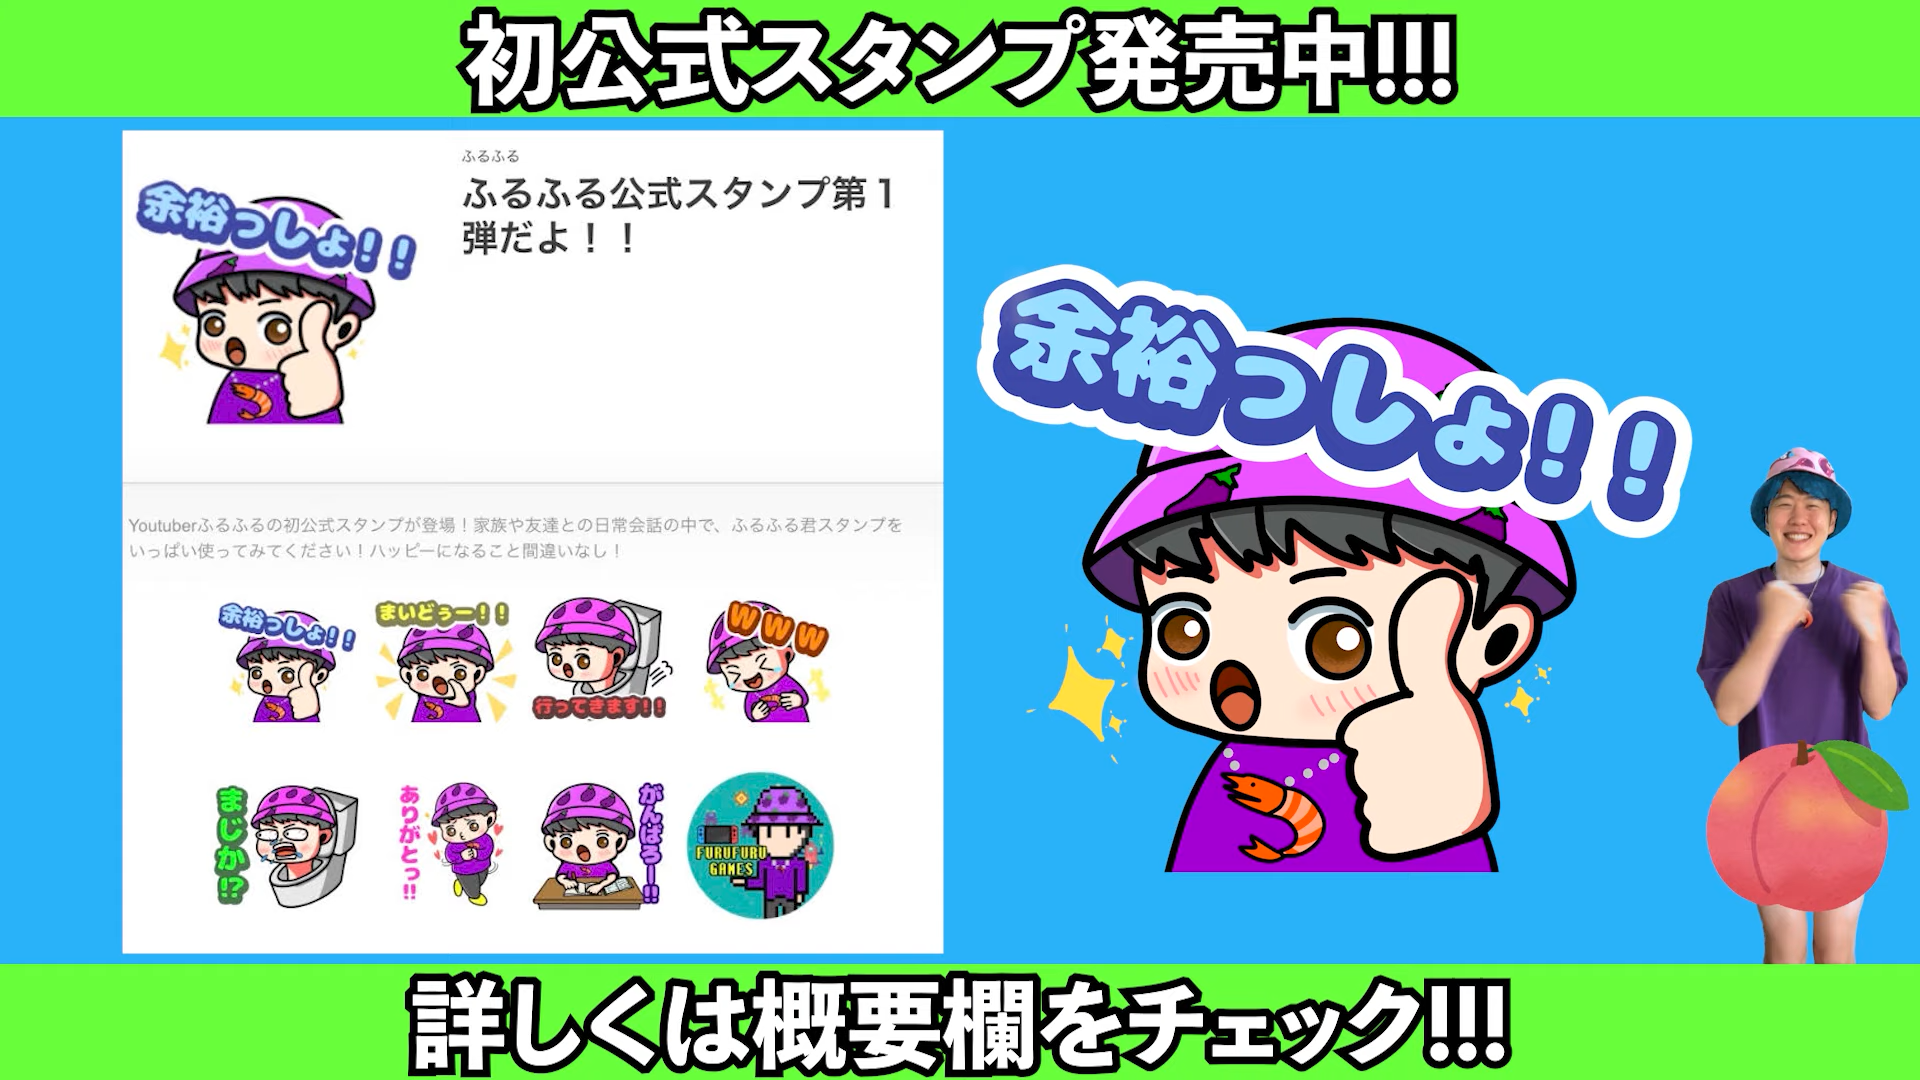 初公式スタンプ発売中!!!
ふるふる
ふるふる公式スタンプ第1
弾だよ！！
余裕っしょ!!
Youtuberふるふるの初公式スタンプが登場！家族や友達との日常会話の中で、ふるふる君スタンプを
いっぱい使ってみてください！ハッピーになること間違いなし！
余裕っしょ!!
まいどぅー!!
行ってきます!!
WWW
まじか!?
ありがとっ!!
がんばろー!!
FURUFURU
GAMES
余裕っしょ!!
詳しくは概要欄をチェック!!!